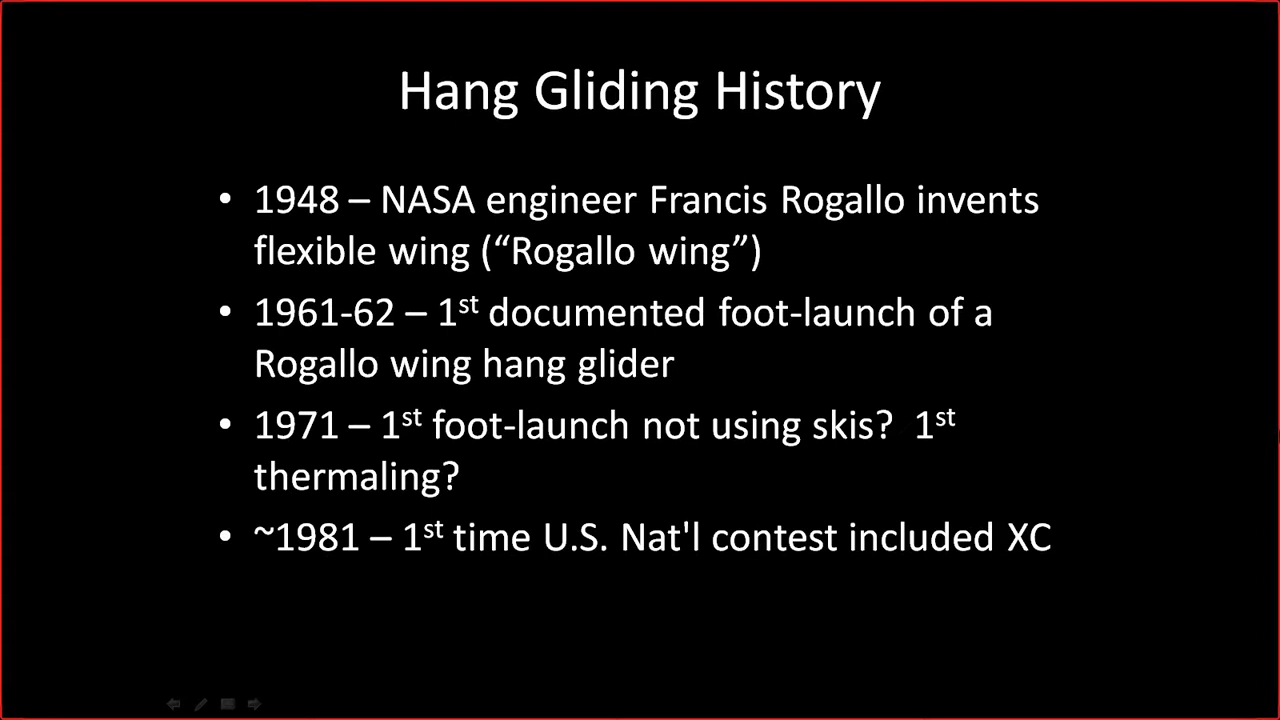 Hang Gliding History
• 1948 – NASA engineer Francis Rogallo invents
flexible wing (“Rogallo wing”)
• 1961-62 – 1st documented foot-launch of a
Rogallo wing hang glider
• 1971 – 1st foot-launch not using skis?  1st
thermaling?
• ~1981 – 1st time U.S. Nat'l contest included XC